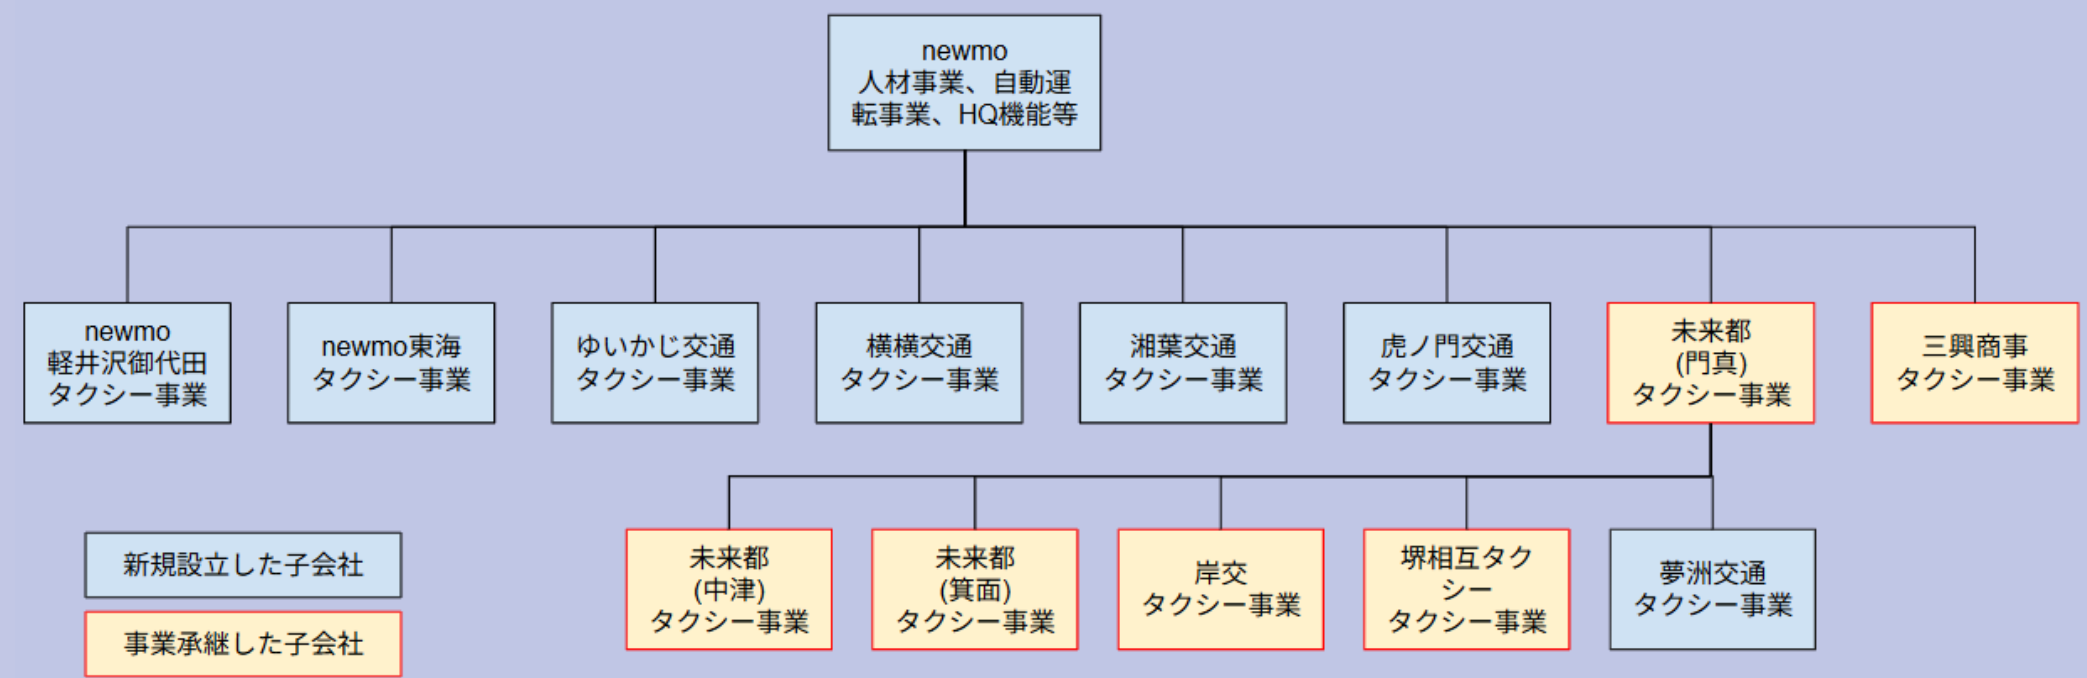 newmo
人材事業、自動運
転事業、HQ機能等
newmo
軽井沢御代田
タクシー事業
newmo東海
タクシー事業
ゆいかじ交通
タクシー事業
横横交通
タクシー事業
湘葉交通
タクシー事業
虎ノ門交通
タクシー事業
未来都
(門真)
タクシー事業
三興商事
タクシー事業
未来都
(中津)
タクシー事業
未来都
(箕面)
タクシー事業
岸交
タクシー事業
堺相互タク
シー
タクシー事業
夢洲交通
タクシー事業
新規設立した子会社
事業承継した子会社